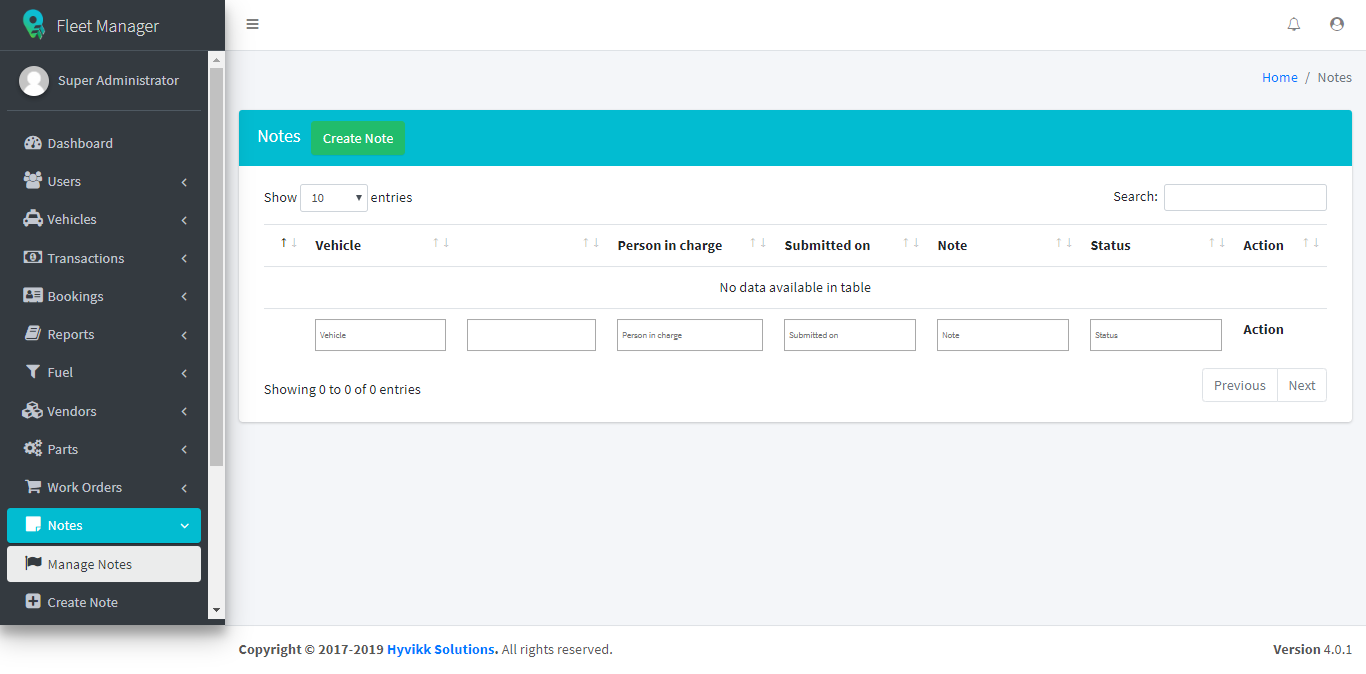 Fleet Manager
Super Administrator
Dashboard
Users
Vehicles
Transactions
Bookings
Reports
Fuel
Vendors
Parts
Work Orders
Notes
Manage Notes
Create Note
Home / Notes
Notes Create Note
Show 10 entries Search:
Vehicle Person in charge Submitted on Note Status Action
No data available in table
Vehicle Person in charge Submitted on Note Status Action
Showing 0 to 0 of 0 entries Previous Next
Copyright © 2017-2019 Hyvikk Solutions. All rights reserved. Version 4.0.1